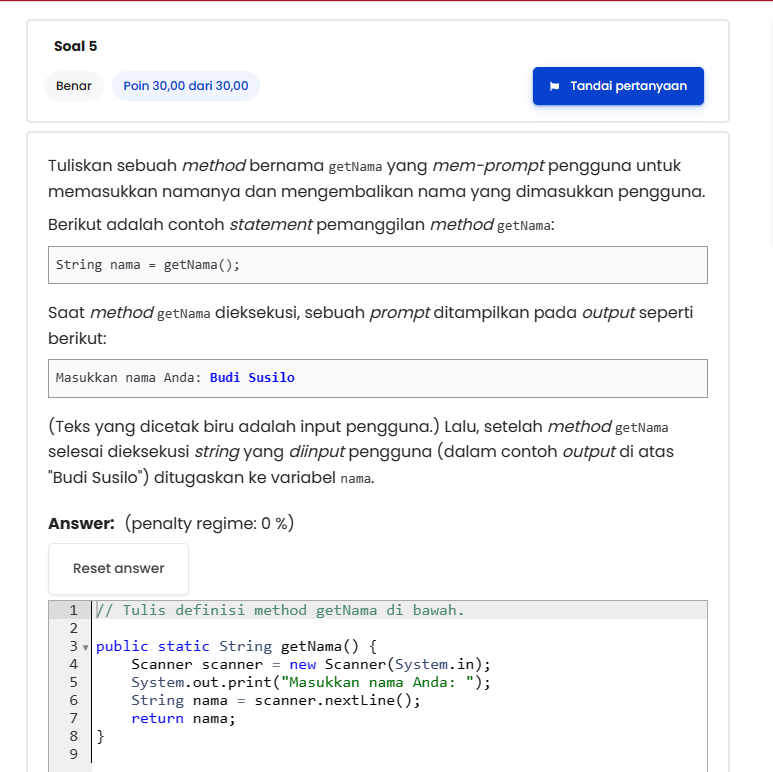 Soal 5
Benar
Poin 30,00 dari 30,00
Tandai pertanyaan
Tuliskan sebuah method bernama getNama yang mem-prompt pengguna untuk
memasukkan namanya dan mengembalikan nama yang dimasukkan pengguna.
Berikut adalah contoh statement pemanggilan method getNama:
String nama = getNama();
Saat method getNama dieksekusi, sebuah prompt ditampilkan pada output seperti
berikut:
Masukkan nama Anda: Budi Susilo
(Teks yang dicetak biru adalah input pengguna.) Lalu, setelah method getNama
selesai dieksekusi string yang diinput pengguna (dalam contoh output di atas
"Budi Susilo") ditugaskan ke variabel nama.
Answer: (penalty regime: 0 %)
Reset answer
1 // Tulis definisi method getNama di bawah.
2
3 public static String getNama() {
4     Scanner scanner = new Scanner(System.in);
5     System.out.print("Masukkan nama Anda: ");
6     String nama = scanner.nextLine();
7     return nama;
8 }
9